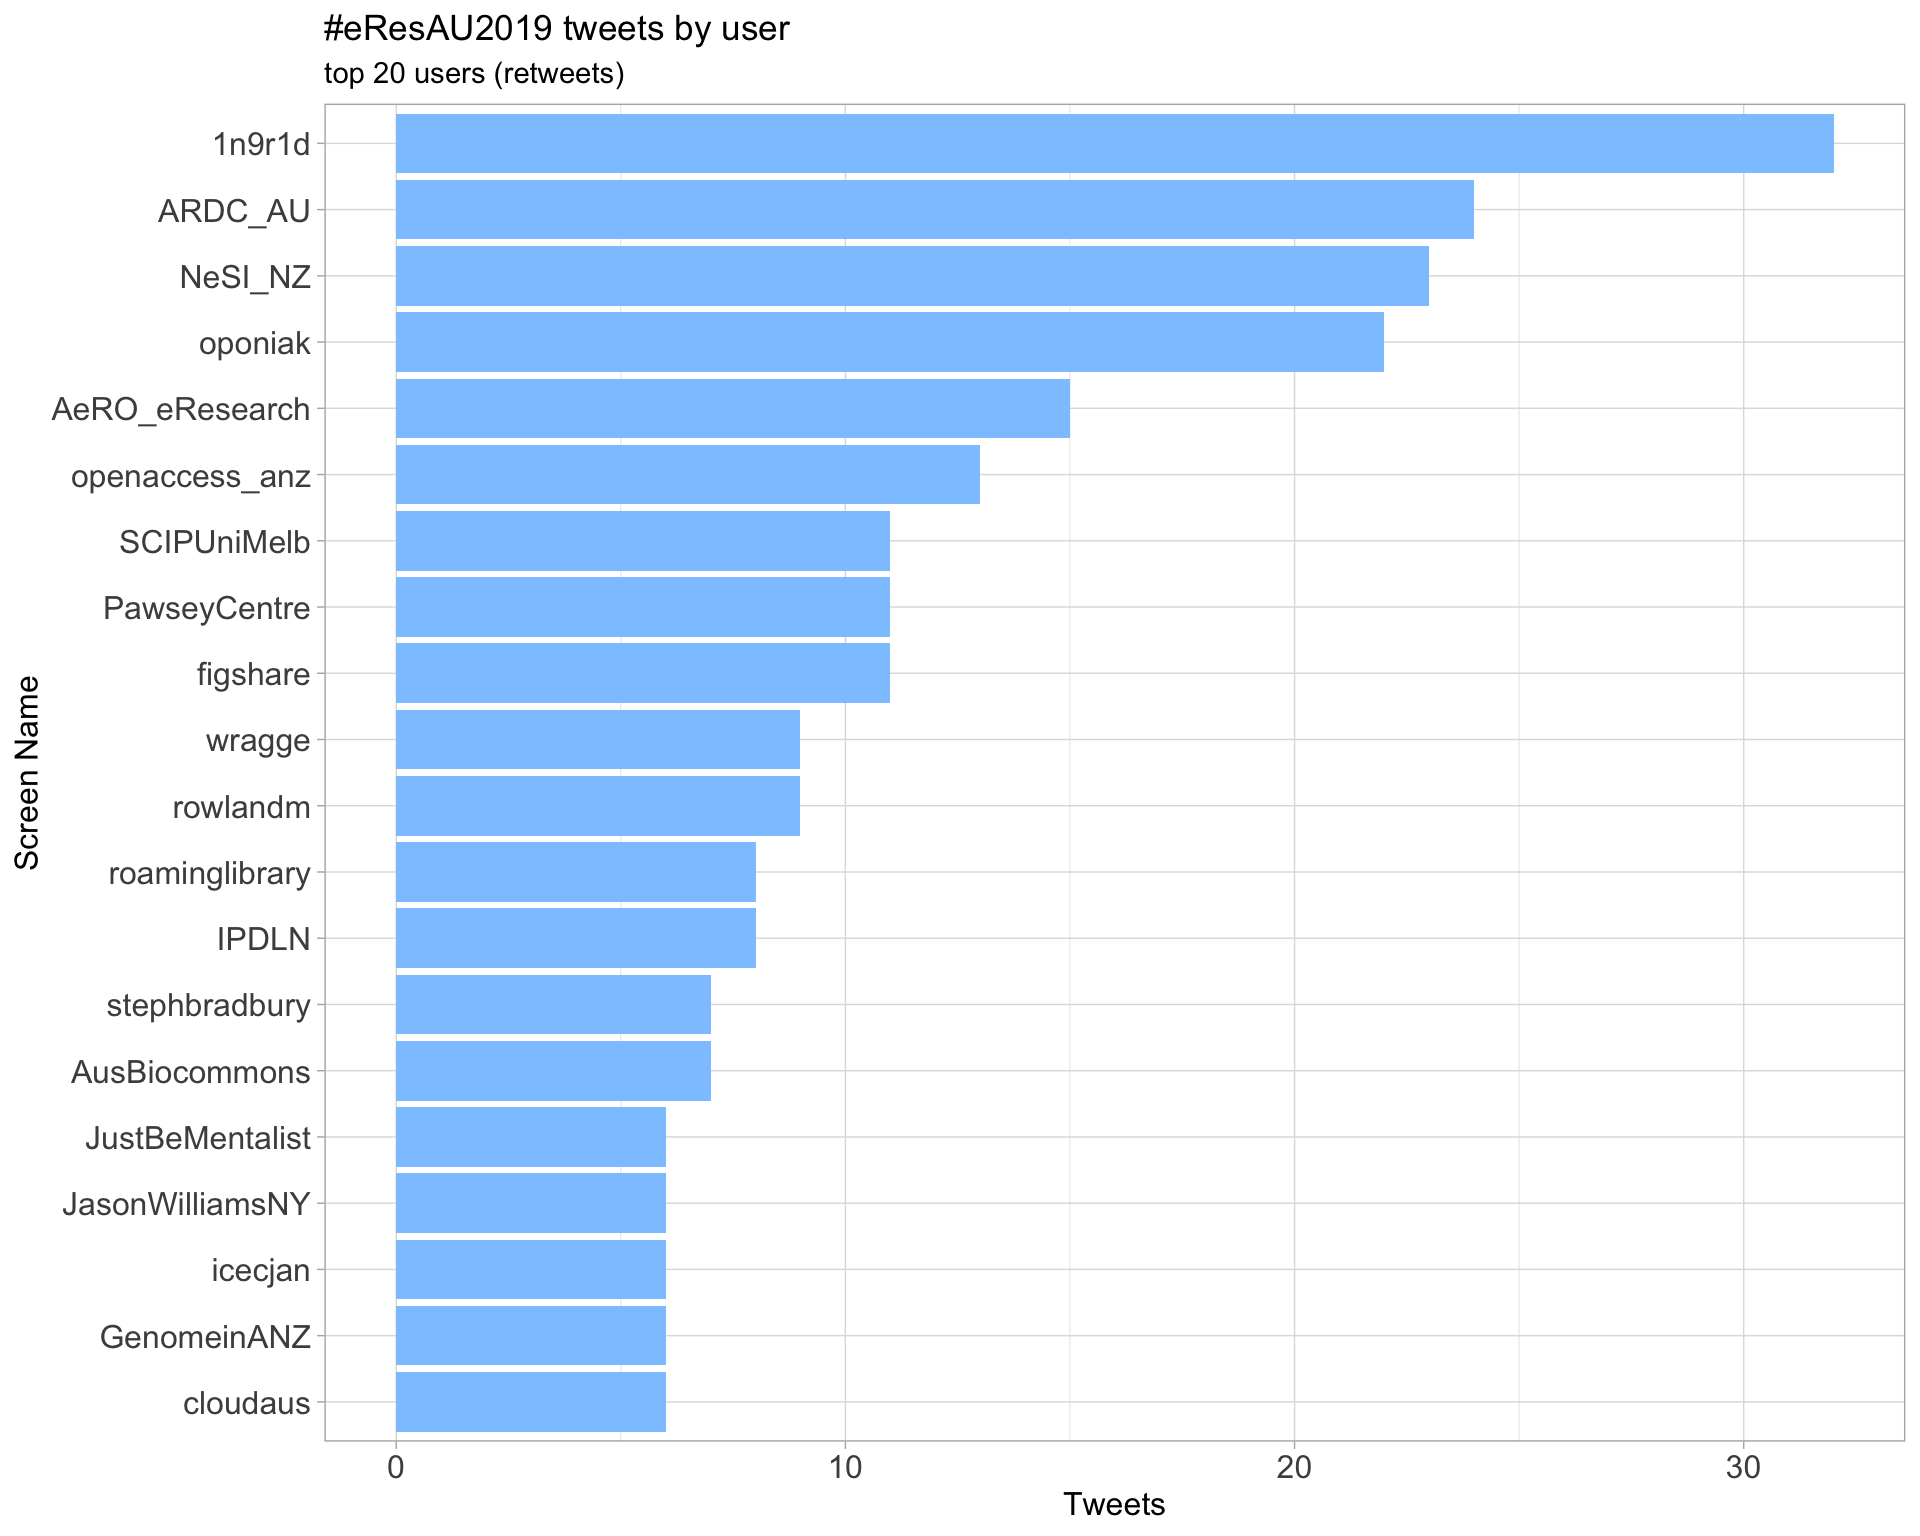 #eResAU2019 tweets by user
top 20 users (retweets)
1n9r1d
ARDC_AU
NeSI_NZ
oponiak
AeRO_eResearch
openaccess_anz
SCIPUniMelb
PawseyCentre
figshare
wragge
rowlandm
roaminglibrary
IPDLN
stephbradbury
AusBiocommons
JustBeMentalist
JasonWilliamsNY
icecjan
GenomeinANZ
cloudaus
Screen Name
0 10 20 30
Tweets